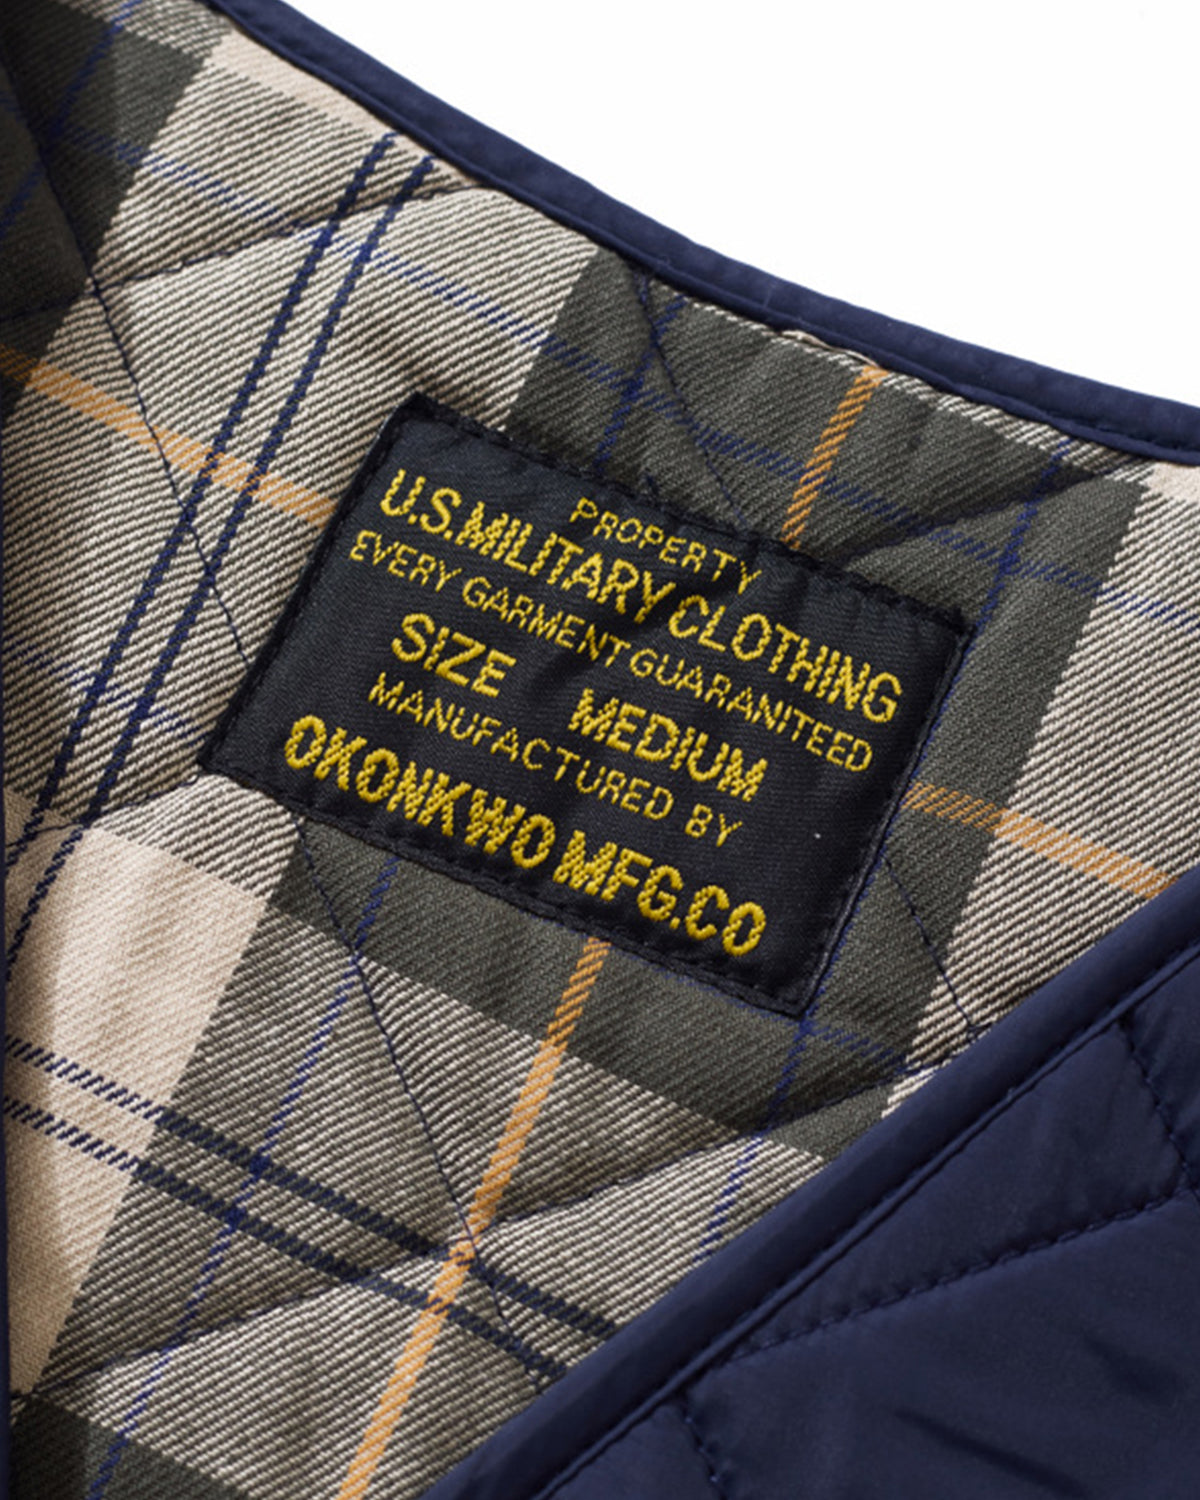 PROPERTY
U.S.MILITARY CLOTHING
EVERY GARMENT GUARANITEED
SIZE MEDIUM
MANUFACTURED BY
OKONKWO MFG.CO